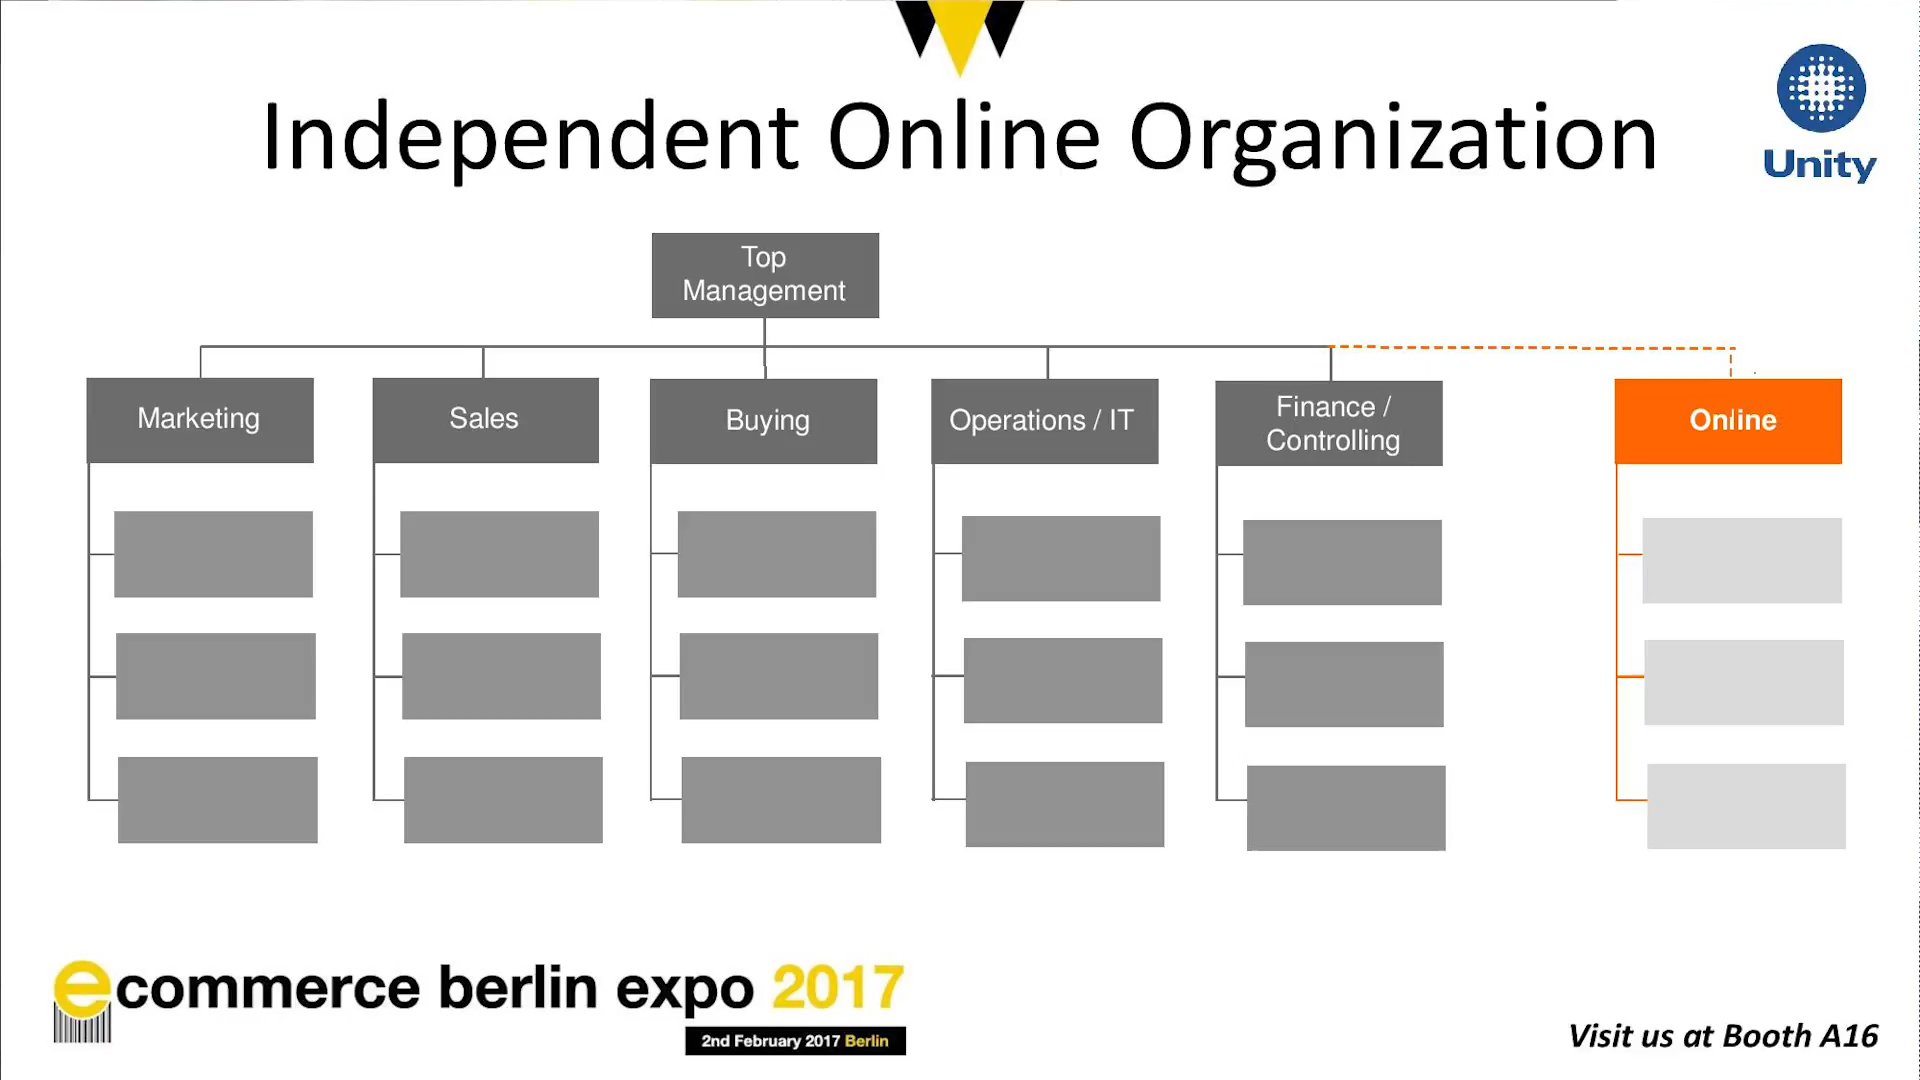 Independent Online Organization
Unity
Top
Management
Marketing
Sales
Buying
Operations / IT
Finance /
Controlling
Online
ecommerce berlin expo 2017
2nd February 2017 Berlin
Visit us at Booth A16